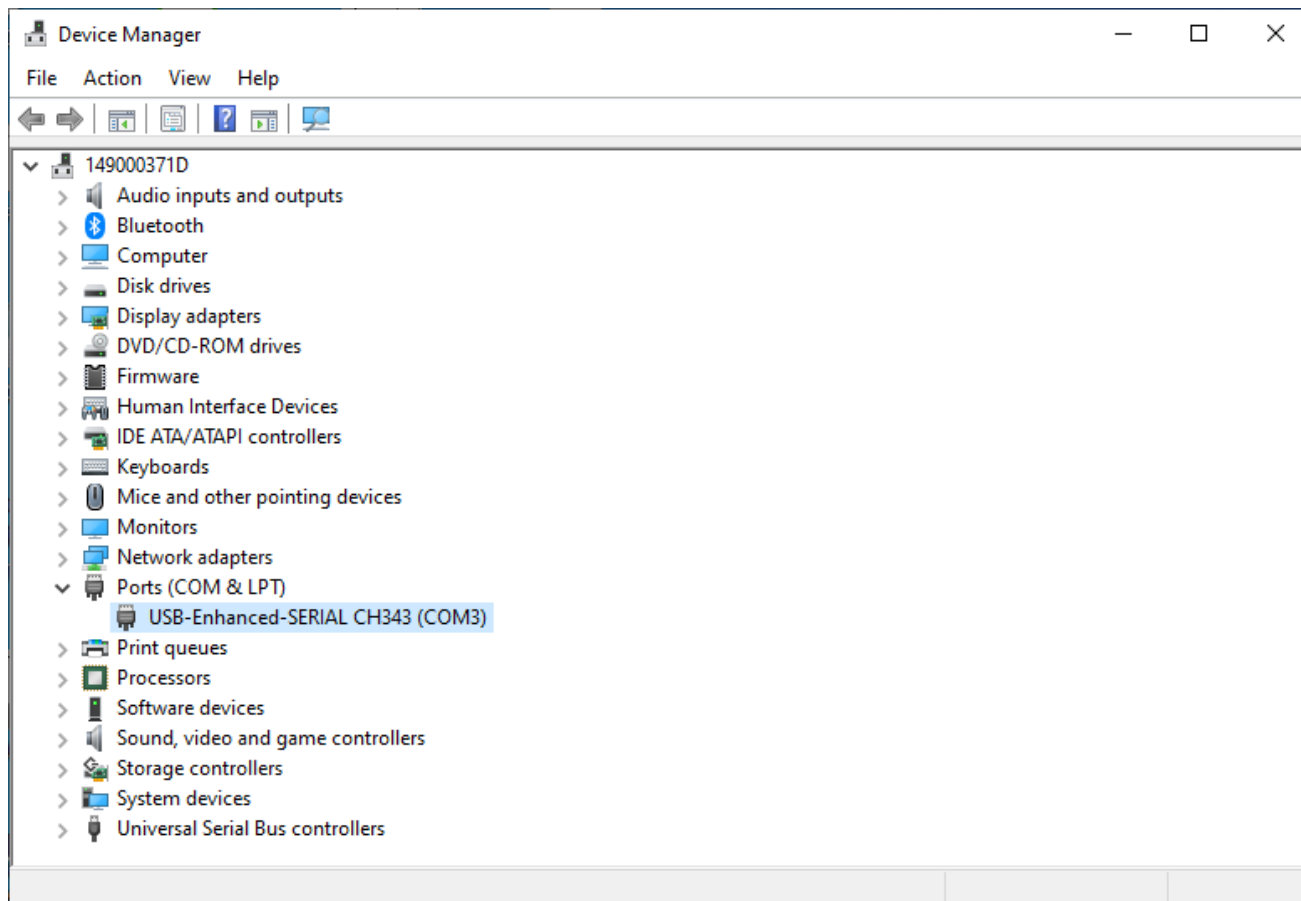 Device Manager
File Action View Help
149000371D
Audio inputs and outputs
Bluetooth
Computer
Disk drives
Display adapters
DVD/CD-ROM drives
Firmware
Human Interface Devices
IDE ATA/ATAPI controllers
Keyboards
Mice and other pointing devices
Monitors
Network adapters
Ports (COM & LPT)
USB-Enhanced-SERIAL CH343 (COM3)
Print queues
Processors
Software devices
Sound, video and game controllers
Storage controllers
System devices
Universal Serial Bus controllers